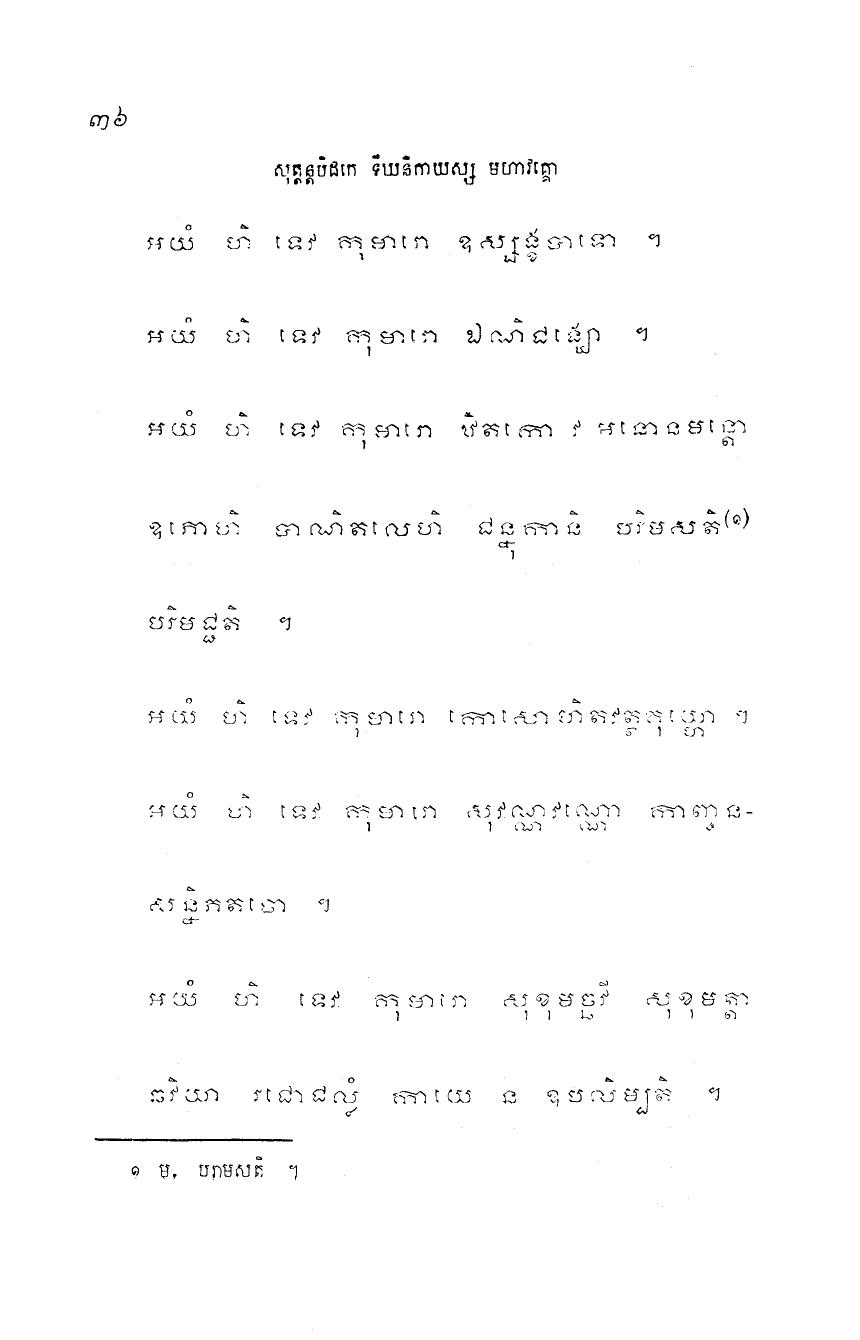 ៣៦
សុត្តន្តបិដកេ ទីឃនិកាយស្ស មហាវគ្គោ
អយំ ហិ ទេវ កុមារោ ឧស្សង្ខបាទោ ។
អយំ ហិ ទេវ កុមារោ ឯណិជង្ឃោ ។
អយំ ហិ ទេវ កុមារោ ឋិតកោ វ អនោនមន្តោ
ឧភោហិ បាណិតលេហិ ជន្នុកានិ បរិមសតិ(១)
បរិមជ្ជតិ ។
អយំ ហិ ទេវ កុមារោ កោសោហិតវត្ថគុយ្ហោ ។
អយំ ហិ ទេវ កុមារោ សុវណ្ណវណ្ណោ កាញ្ចន-
សន្និភតចោ ។
អយំ ហិ ទេវ កុមារោ សុខុមច្ឆវី សុខុមត្តា
ឆវិយា រជោជល្លំ កាយេ ន ឧបលិម្បតិ ។
១ ម. បរាមសតិ ។